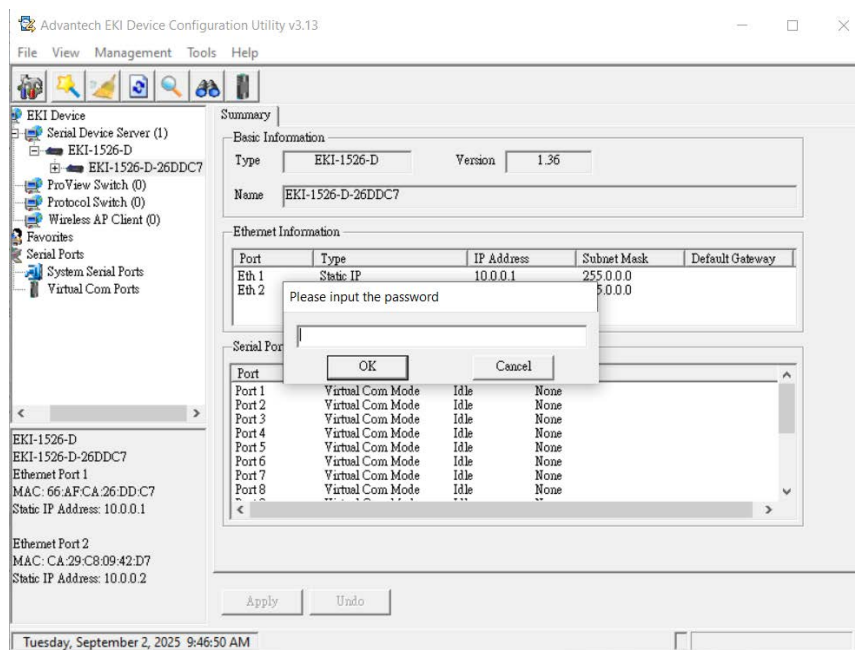 Advantech EKI Device Configuration Utility v3.13
File View Management Tools Help
EKI Device
Serial Device Server (1)
EKI-1526-D
EKI-1526-D-26DDC7
ProView Switch (0)
Protocol Switch (0)
Wireless AP Client (0)
Favorites
Serial Ports
System Serial Ports
Virtual Com Ports
EKI-1526-D
EKI-1526-D-26DDC7
Ethernet Port 1
MAC: 66:AF:CA:26:DD:C7
Static IP Address: 10.0.0.1
Ethernet Port 2
MAC: CA:29:C8:09:42:D7
Static IP Address: 10.0.0.2
Summary
Basic Information
Type EKI-1526-D Version 1.36
Name EKI-1526-D-26DDC7
Ethernet Information
Port Type IP Address Subnet Mask Default Gateway
Eth 1 Static IP 10.0.0.1 255.0.0.0
Eth 2 5.0.0.0
Please input the password
OK Cancel
Serial Por
Port
Port 1 Virtual Com Mode Idle None
Port 2 Virtual Com Mode Idle None
Port 3 Virtual Com Mode Idle None
Port 4 Virtual Com Mode Idle None
Port 5 Virtual Com Mode Idle None
Port 6 Virtual Com Mode Idle None
Port 7 Virtual Com Mode Idle None
Port 8 Virtual Com Mode Idle None
Apply Undo
Tuesday, September 2, 2025 9:46:50 AM